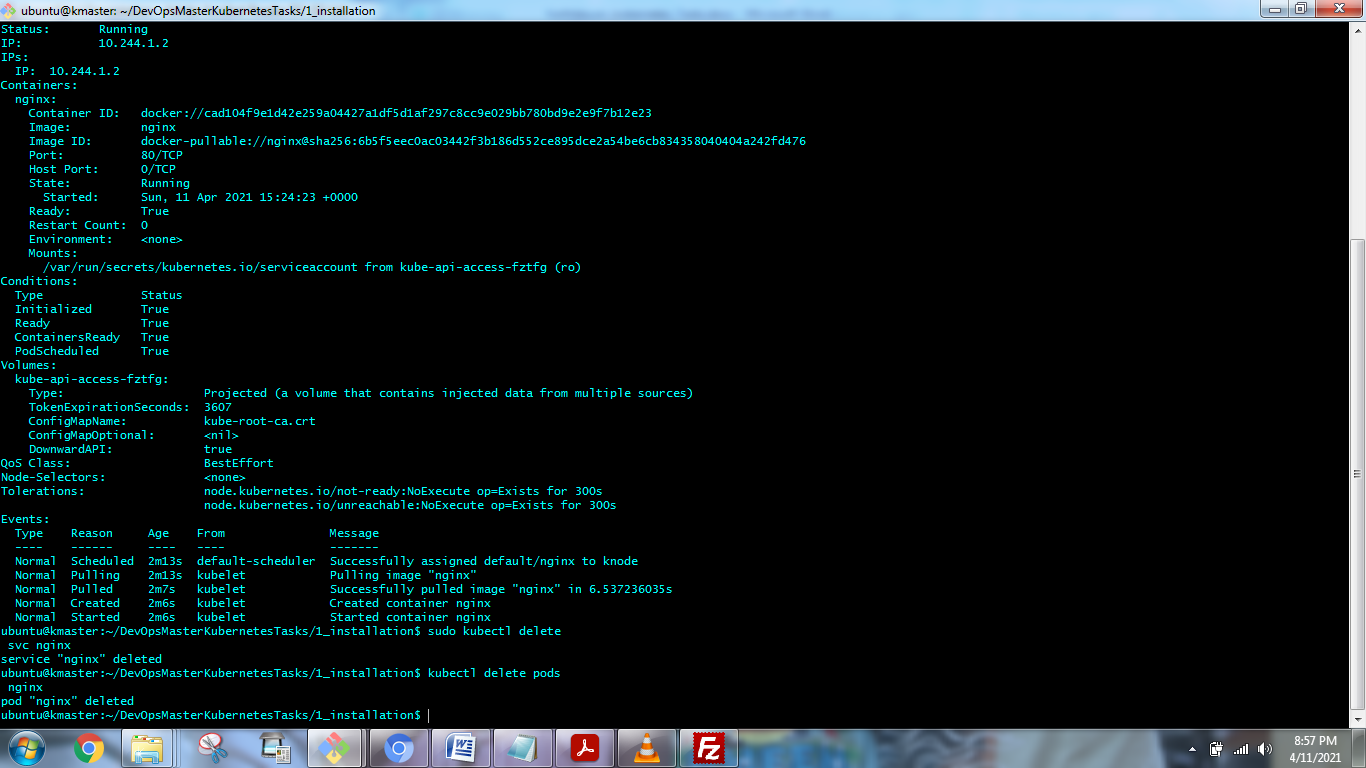 ubuntu@kmaster: ~/DevOpsMasterKubernetesTasks/1_installation
Status:       Running
IP:           10.244.1.2
IPs:
  IP:  10.244.1.2
Containers:
  nginx:
    Container ID:   docker://cad104f9e1d42e259a04427a1df5d1af297c8cc9e029bb780bd9e2e9f7b12e23
    Image:          nginx
    Image ID:       docker-pullable://nginx@sha256:6b5f5eec0ac03442f3b186d552ce895dce2a54be6cb834358040404a242fd476
    Port:           80/TCP
    Host Port:      0/TCP
    State:          Running
      Started:      Sun, 11 Apr 2021 15:24:23 +0000
    Ready:          True
    Restart Count:  0
    Environment:    <none>
    Mounts:
      /var/run/secrets/kubernetes.io/serviceaccount from kube-api-access-fztfg (ro)
Conditions:
  Type              Status
  Initialized       True
  Ready             True
  ContainersReady   True
  PodScheduled      True
Volumes:
  kube-api-access-fztfg:
    Type:                    Projected (a volume that contains injected data from multiple sources)
    TokenExpirationSeconds:  3607
    ConfigMapName:           kube-root-ca.crt
    ConfigMapOptional:       <nil>
    DownwardAPI:             true
QoS Class:                   BestEffort
Node-Selectors:              <none>
Tolerations:                 node.kubernetes.io/not-ready:NoExecute op=Exists for 300s
                             node.kubernetes.io/unreachable:NoExecute op=Exists for 300s
Events:
  Type    Reason     Age    From               Message
  ----    ------     ----   ----               -------
  Normal  Scheduled  2m13s  default-scheduler  Successfully assigned default/nginx to knode
  Normal  Pulling    2m13s  kubelet            Pulling image "nginx"
  Normal  Pulled     2m7s   kubelet            Successfully pulled image "nginx" in 6.537236035s
  Normal  Created    2m6s   kubelet            Created container nginx
  Normal  Started    2m6s   kubelet            Started container nginx
ubuntu@kmaster:~/DevOpsMasterKubernetesTasks/1_installation$ sudo kubectl delete
 svc nginx
service "nginx" deleted
ubuntu@kmaster:~/DevOpsMasterKubernetesTasks/1_installation$ kubectl delete pods
 nginx
pod "nginx" deleted
ubuntu@kmaster:~/DevOpsMasterKubernetesTasks/1_installation$
8:57 PM
4/11/2021